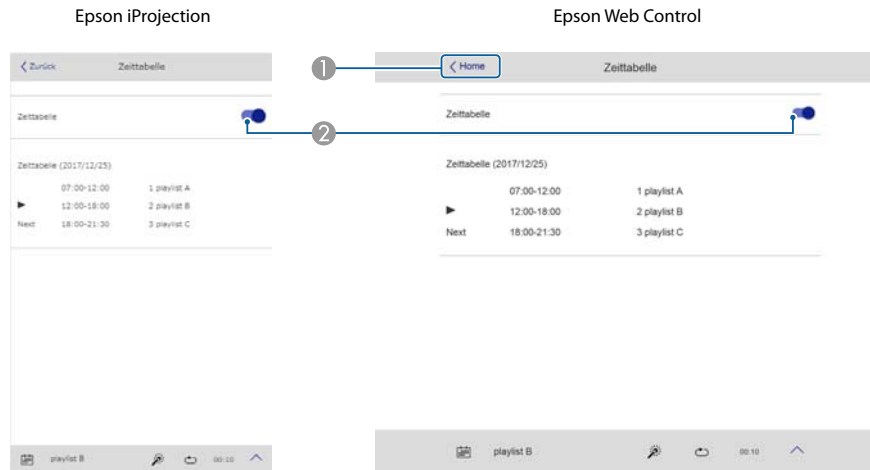 Epson iProjection
Epson Web Control
Zurück
Zeittabelle
1
Home
Zeittabelle
Zeittabelle
2
Zeittabelle
Zeittabelle (2017/12/25)
07:00-12:00 1 playlist A
12:00-18:00 2 playlist B
Next 18:00-21:30 3 playlist C
Zeittabelle (2017/12/25)
07:00-12:00 1 playlist A
12:00-18:00 2 playlist B
Next 18:00-21:30 3 playlist C
playlist B 00:10
playlist B 00:10